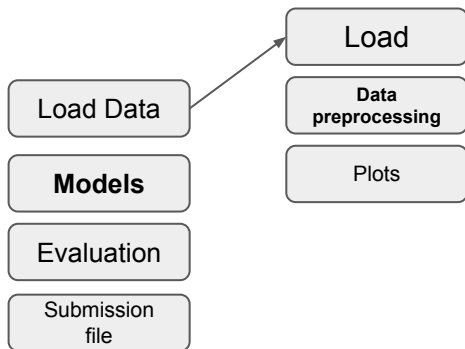 Load Data
Models
Evaluation
Submission
file
Load
Data
preprocessing
Plots